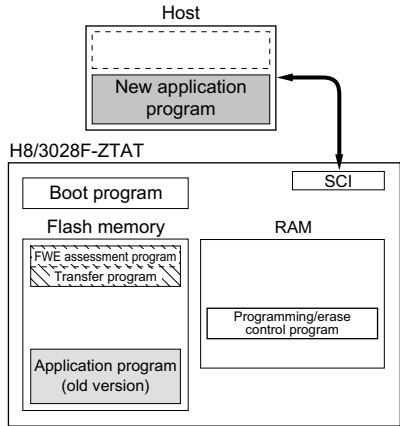 Host
New application
program
H8/3028F-ZTAT
SCI
Boot program
Flash memory
RAM
FWE assessment program
Transfer program
Programming/erase
control program
Application program
(old version)